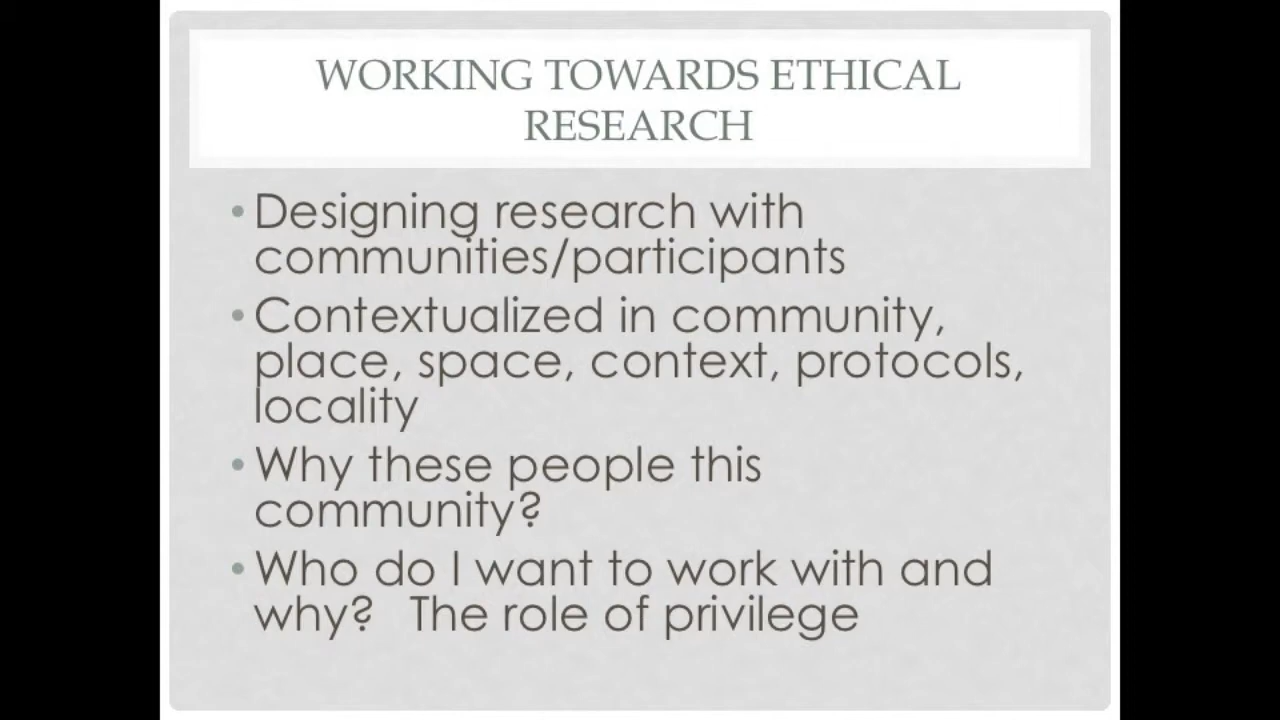 WORKING TOWARDS ETHICAL
RESEARCH
• Designing research with
communities/participants
• Contextualized in community,
place, space, context, protocols,
locality
• Why these people this
community?
• Who do I want to work with and
why? The role of privilege